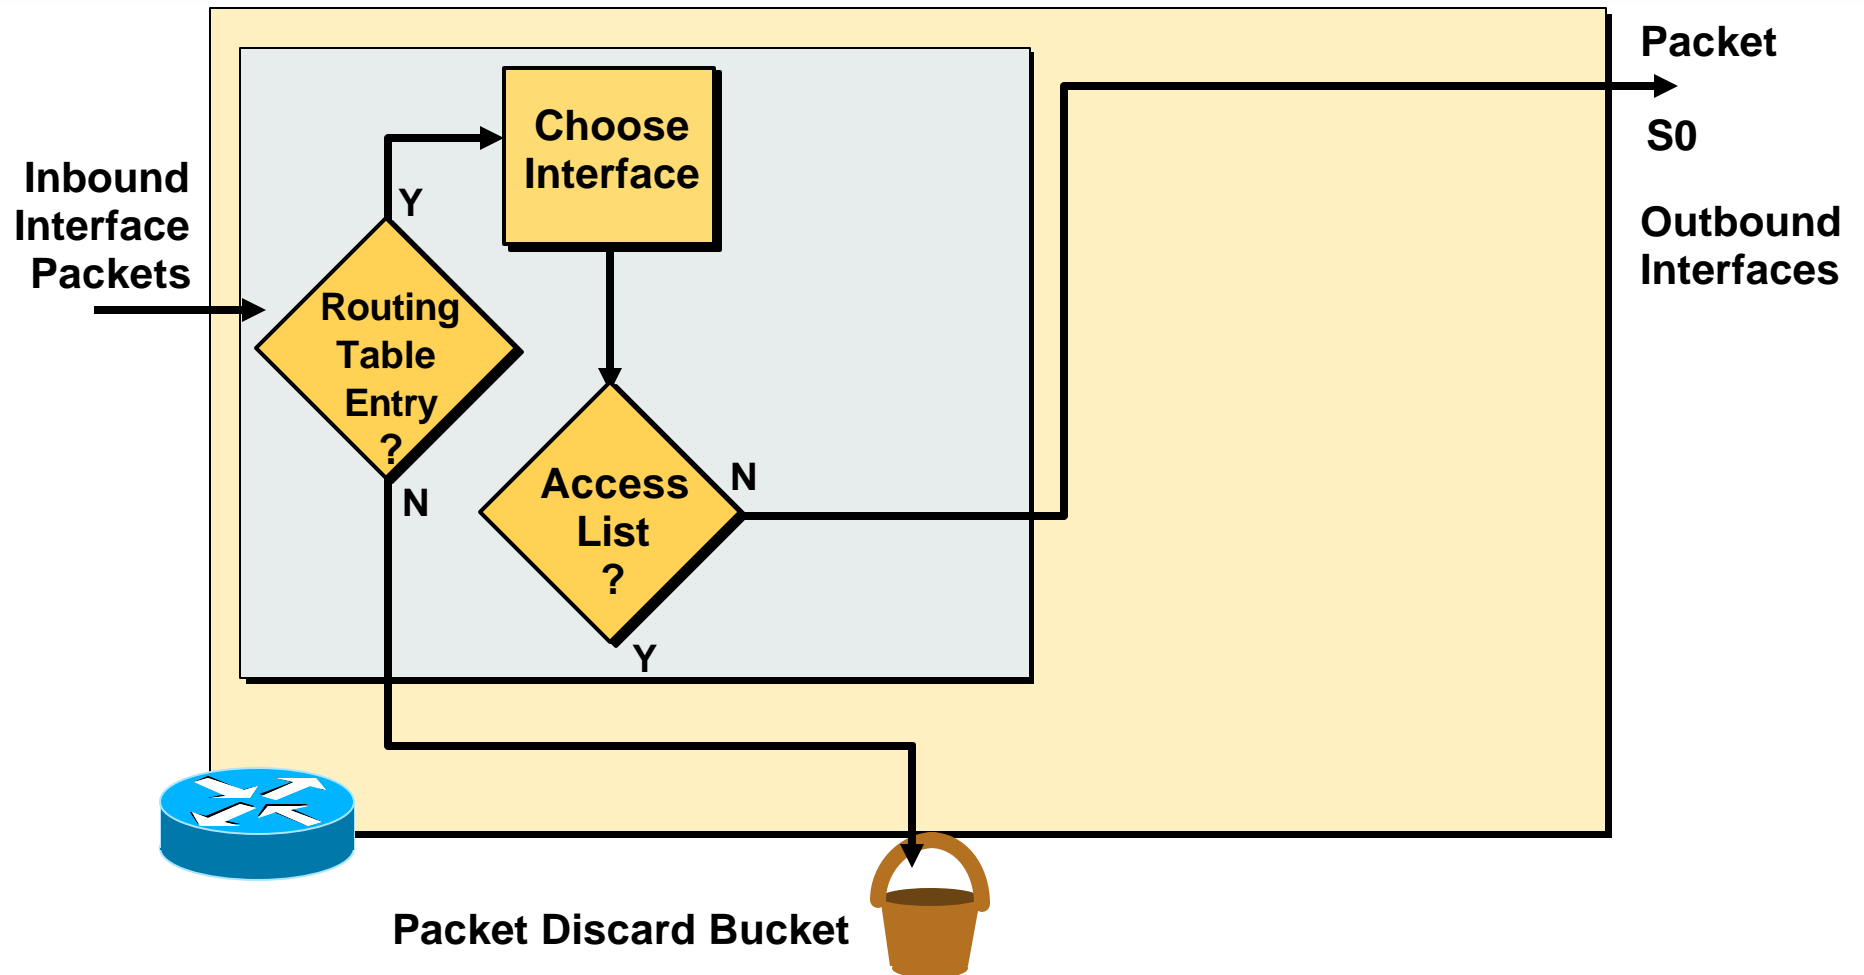 Inbound
Interface
Packets
Choose
Interface
Y
Routing
Table
Entry
?
N
Access
List
?
N
Y
Packet
S0
Outbound
Interfaces
Packet Discard Bucket